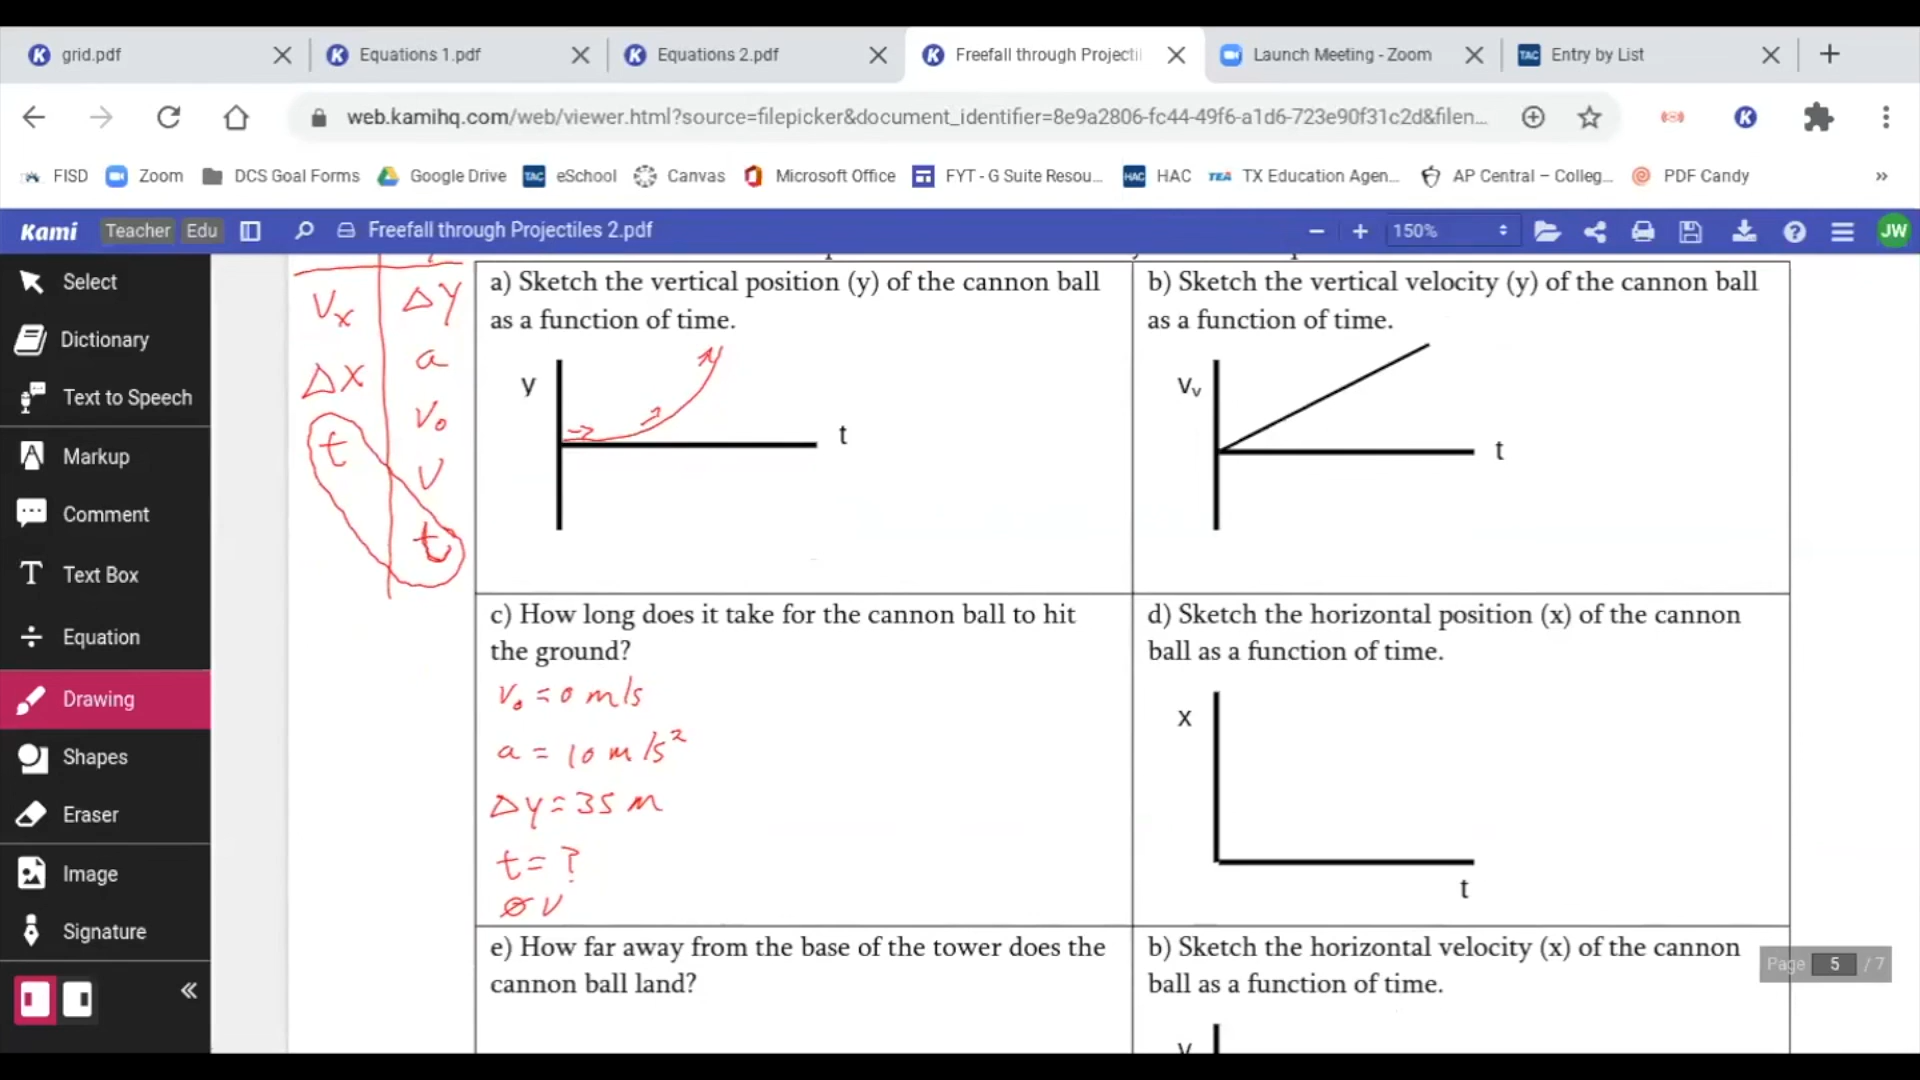 grid.pdf
Equations 1.pdf
Equations 2.pdf
Freefall through Projectil
Launch Meeting - Zoom
TAC Entry by List
web.kamihq.com/web/viewer.html?source=filepicker&document_identifier=8e9a2806-fc44-49f6-a1d6-723e90f31c2d&filen...
FISD
Zoom
DCS Goal Forms
Google Drive
TAC eSchool
Canvas
Microsoft Office
FYT - G Suite Resou...
HAC HAC
TEA TX Education Agen...
AP Central – Colleg...
PDF Candy
»
Kami Teacher Edu
Freefall through Projectiles 2.pdf
− + 150%
JW
Select
Dictionary
Text to Speech
Markup
Comment
Text Box
Equation
Drawing
Shapes
Eraser
Image
Signature
Vx
Δx
t
Δy
a
Vo
V
t
a) Sketch the vertical position (y) of the cannon ball
as a function of time.
y
t
b) Sketch the vertical velocity (y) of the cannon ball
as a function of time.
Vv
t
c) How long does it take for the cannon ball to hit
the ground?
Vo = 0 m/s
a = 10 m/s²
Δy = 35 m
t = ?
ø V
d) Sketch the horizontal position (x) of the cannon
ball as a function of time.
x
t
e) How far away from the base of the tower does the
cannon ball land?
b) Sketch the horizontal velocity (x) of the cannon
ball as a function of time.
Page 5 / 7